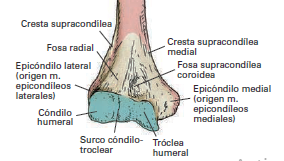 Cresta supracondílea
Fosa radial
Epicóndilo lateral
(origen m.
epicondíleos
laterales)
Cóndilo
humeral
Surco cóndilo-
troclear
Tróclea
humeral
Cresta supracondílea
medial
Fosa supracondílea
coroidea
Epicóndilo medial
(origen m.
epicondíleos
mediales)